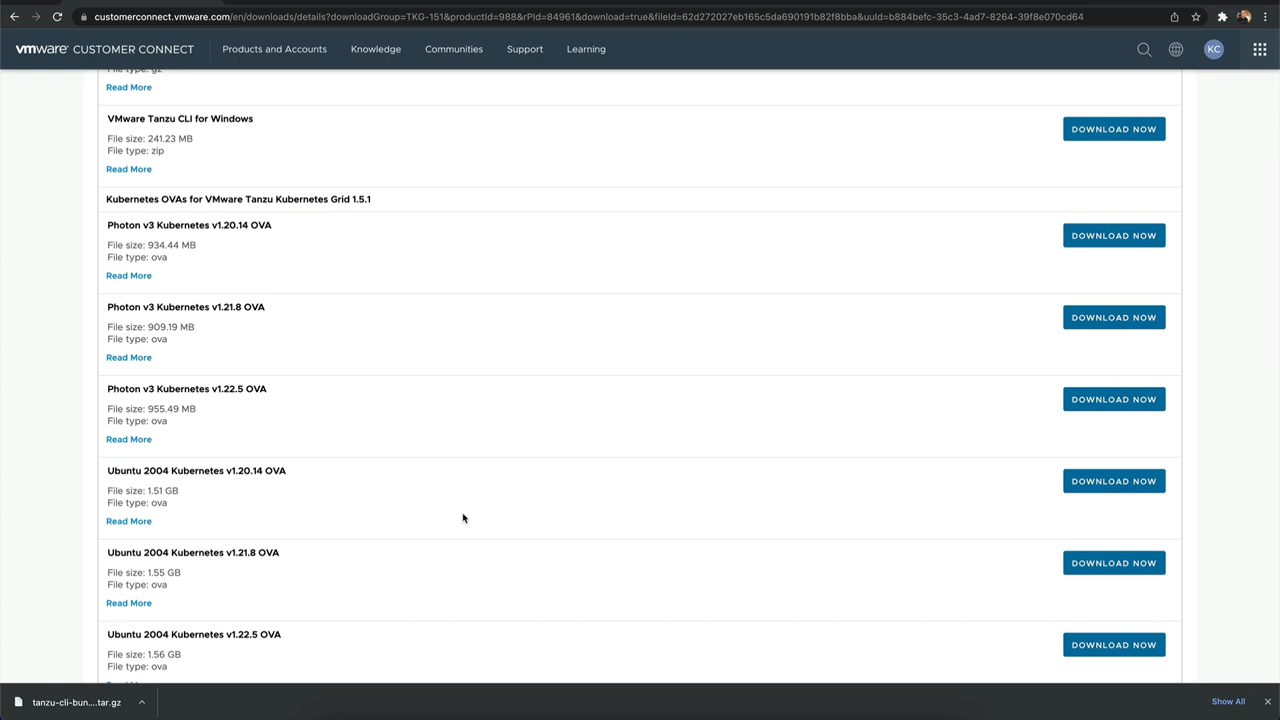 customerconnect.vmware.com/en/downloads/details?downloadGroup=TKG-151&productId=988&rPId=84961&download=true&fileId=62d272027eb165c5da690191b82f8bba&uuId=b884befc-35c3-4ad7-8264-39f8e070cd64
vmware® CUSTOMER CONNECT Products and Accounts Knowledge Communities Support Learning KC
File type: gz
Read More
VMware Tanzu CLI for Windows
DOWNLOAD NOW
File size: 241.23 MB
File type: zip
Read More
Kubernetes OVAs for VMware Tanzu Kubernetes Grid 1.5.1
Photon v3 Kubernetes v1.20.14 OVA
DOWNLOAD NOW
File size: 934.44 MB
File type: ova
Read More
Photon v3 Kubernetes v1.21.8 OVA
DOWNLOAD NOW
File size: 909.19 MB
File type: ova
Read More
Photon v3 Kubernetes v1.22.5 OVA
DOWNLOAD NOW
File size: 955.49 MB
File type: ova
Read More
Ubuntu 2004 Kubernetes v1.20.14 OVA
DOWNLOAD NOW
File size: 1.51 GB
File type: ova
Read More
Ubuntu 2004 Kubernetes v1.21.8 OVA
DOWNLOAD NOW
File size: 1.55 GB
File type: ova
Read More
Ubuntu 2004 Kubernetes v1.22.5 OVA
DOWNLOAD NOW
File size: 1.56 GB
File type: ova
tanzu-cli-bun....tar.gz
Show All